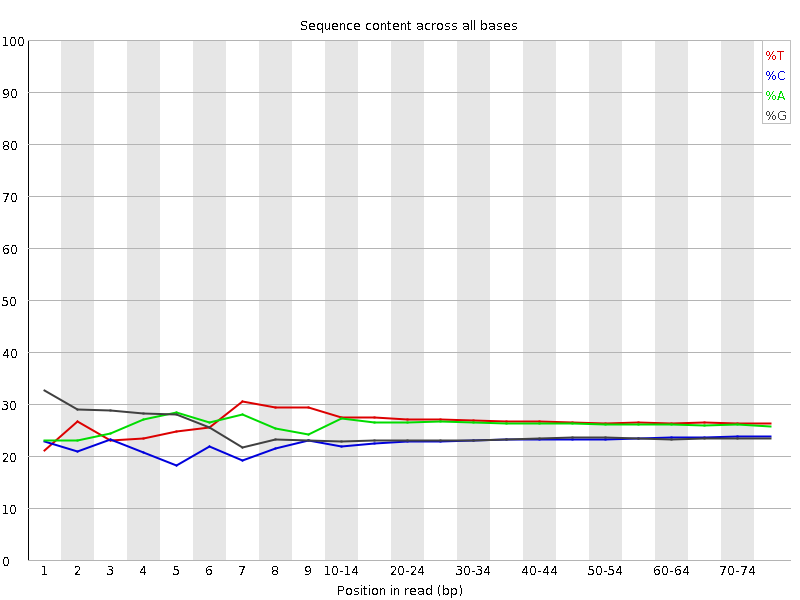 Sequence content across all bases
100
90
80
70
60
50
40
30
20
10
0
%T
%C
%A
%G
1 2 3 4 5 6 7 8 9 10-14 20-24 30-34 40-44 50-54 60-64 70-74
Position in read (bp)